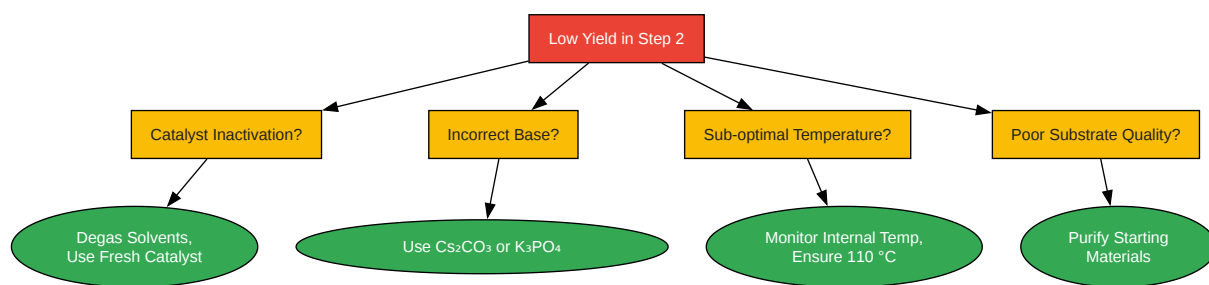 Low Yield in Step 2
Catalyst Inactivation?
Incorrect Base?
Sub-optimal Temperature?
Poor Substrate Quality?
Degas Solvents,
Use Fresh Catalyst
Use Cs₂CO₃ or K₃PO₄
Monitor Internal Temp,
Ensure 110 °C
Purify Starting
Materials